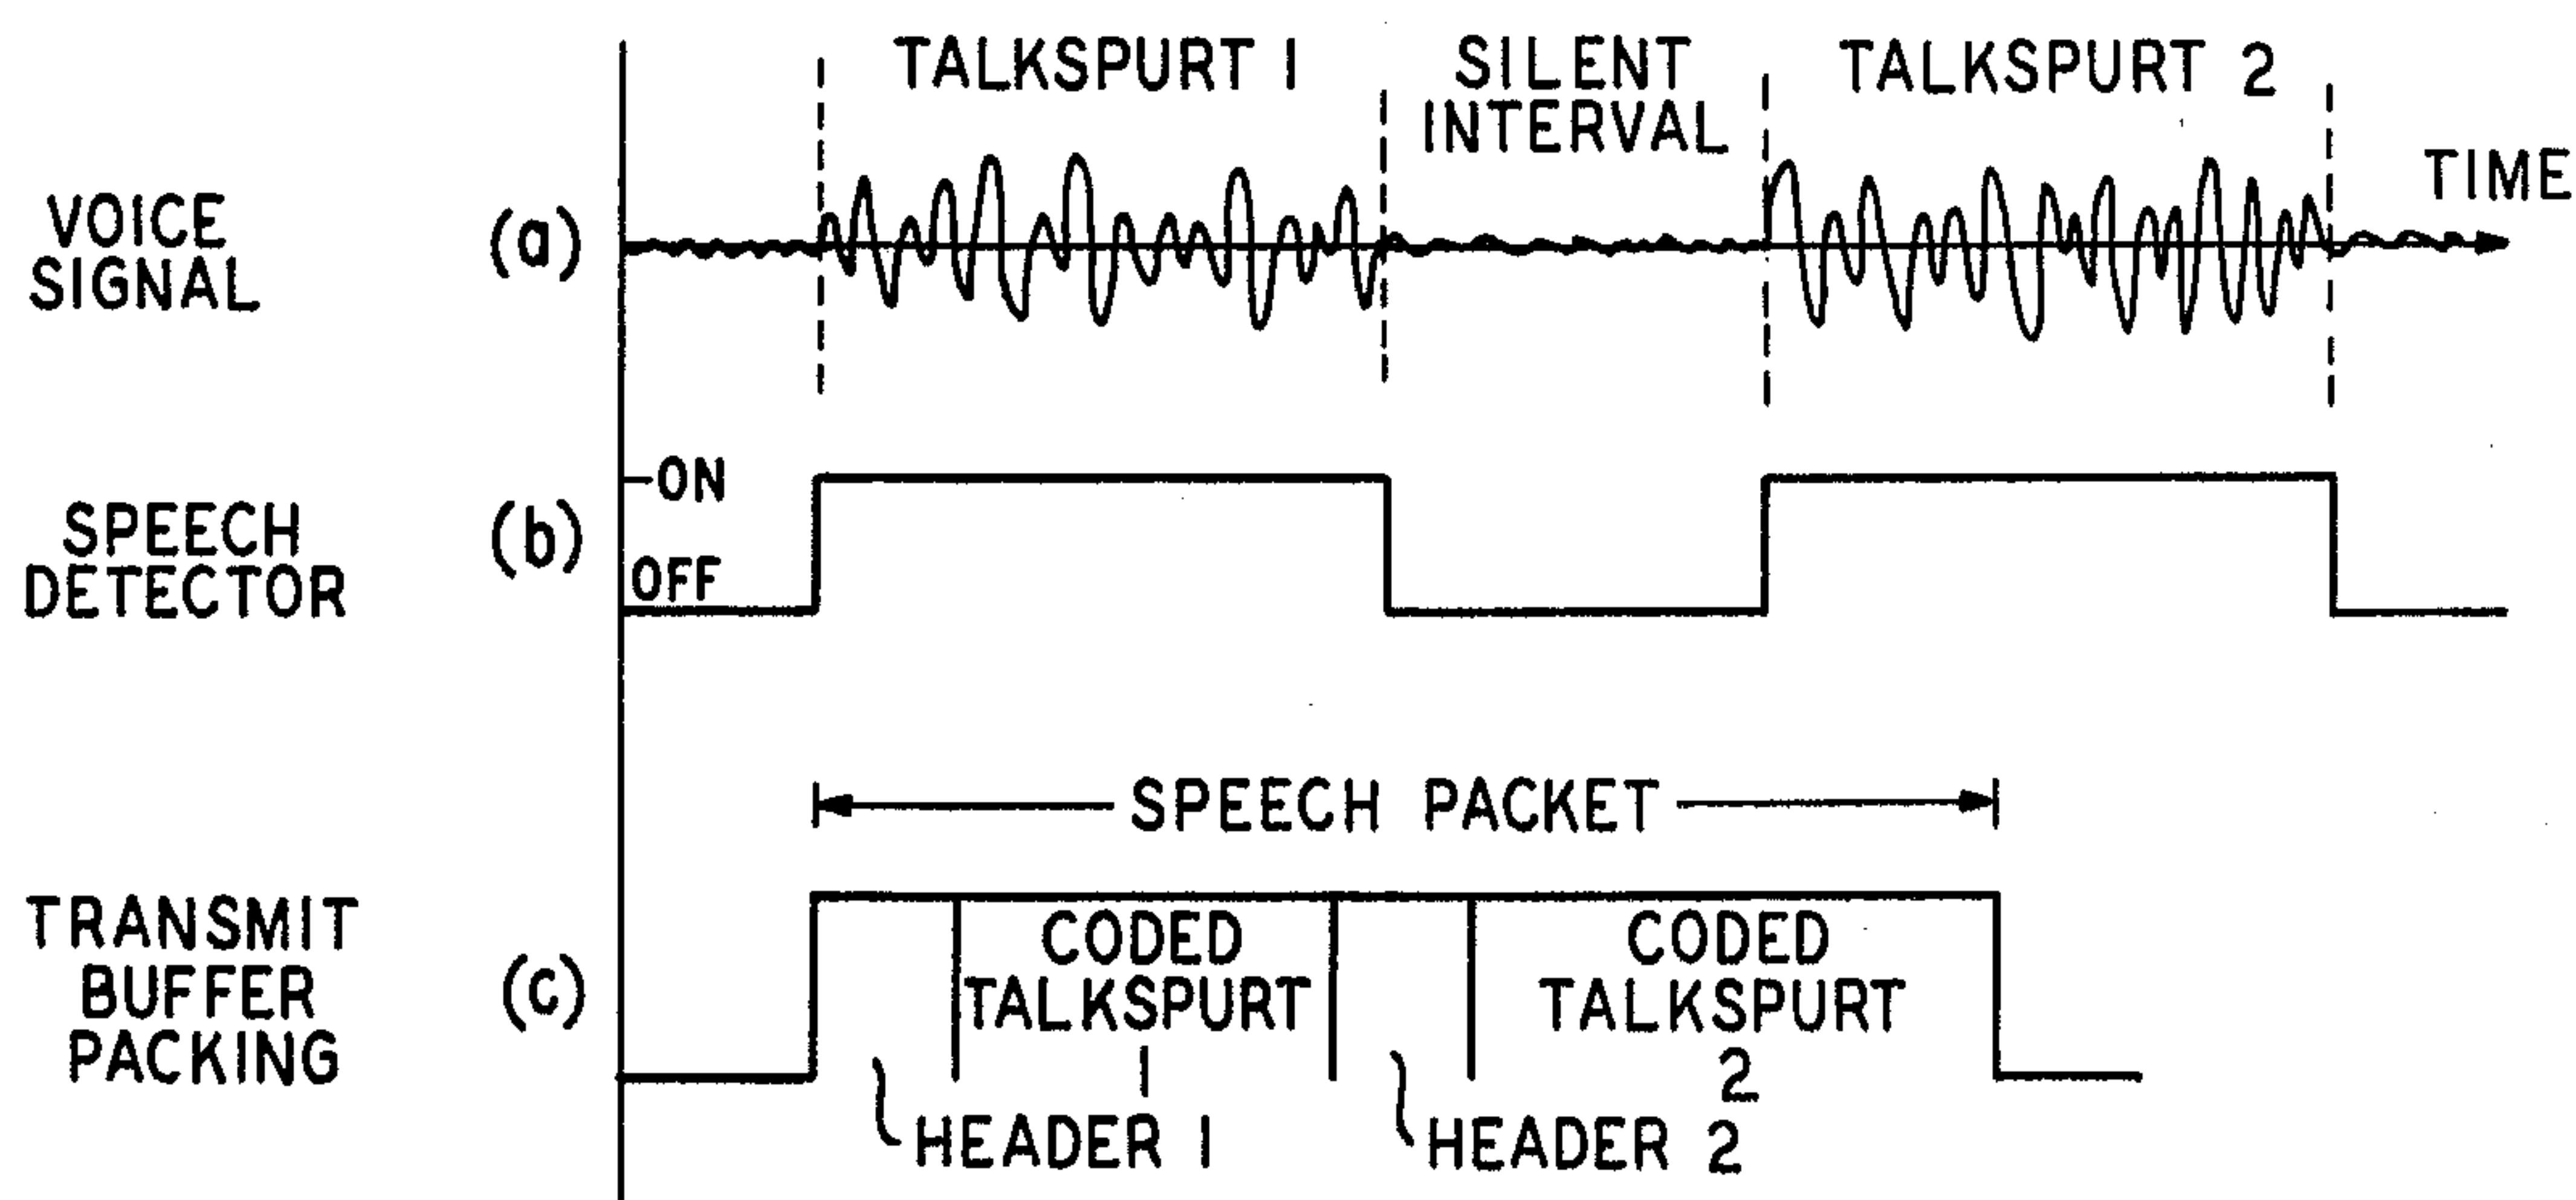 TALKSPURT 1
SILENT
INTERVAL
TALKSPURT 2
TIME
VOICE
SIGNAL
(a)
ON
OFF
SPEECH
DETECTOR
(b)
SPEECH PACKET
TRANSMIT
BUFFER
PACKING
(c)
CODED
TALKSPURT
1
CODED
TALKSPURT
2
HEADER 1
HEADER 2